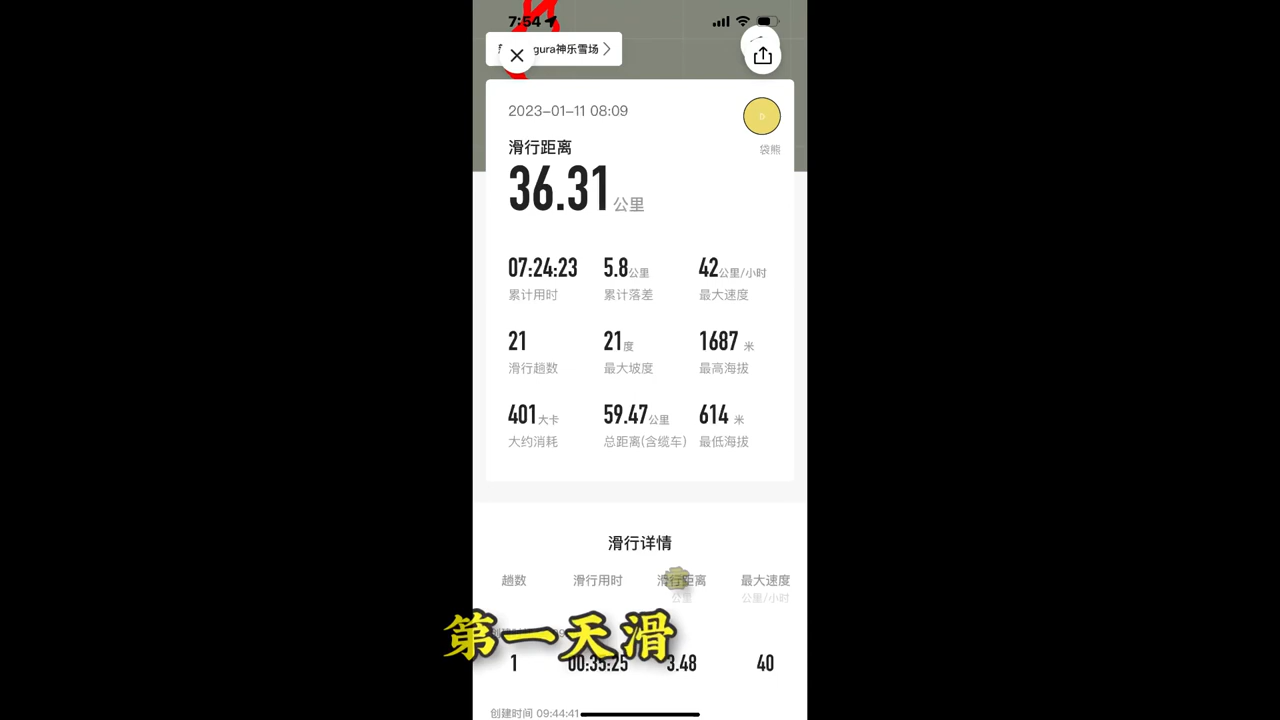 7:54
gura神乐雪场
2023-01-11 08:09
袋熊
滑行距离
36.31公里
07:24:23 5.8公里 42公里/小时
累计用时 累计落差 最大速度
21 21度 1687 米
滑行趟数 最大坡度 最高海拔
401大卡 59.47公里 614 米
大约消耗 总距离(含缆车) 最低海拔
滑行详情
趟数 滑行用时 滑行距离 最大速度
公里 公里/小时
第一天滑
1 00:35:25 3.48 40
创建时间 09:44:41